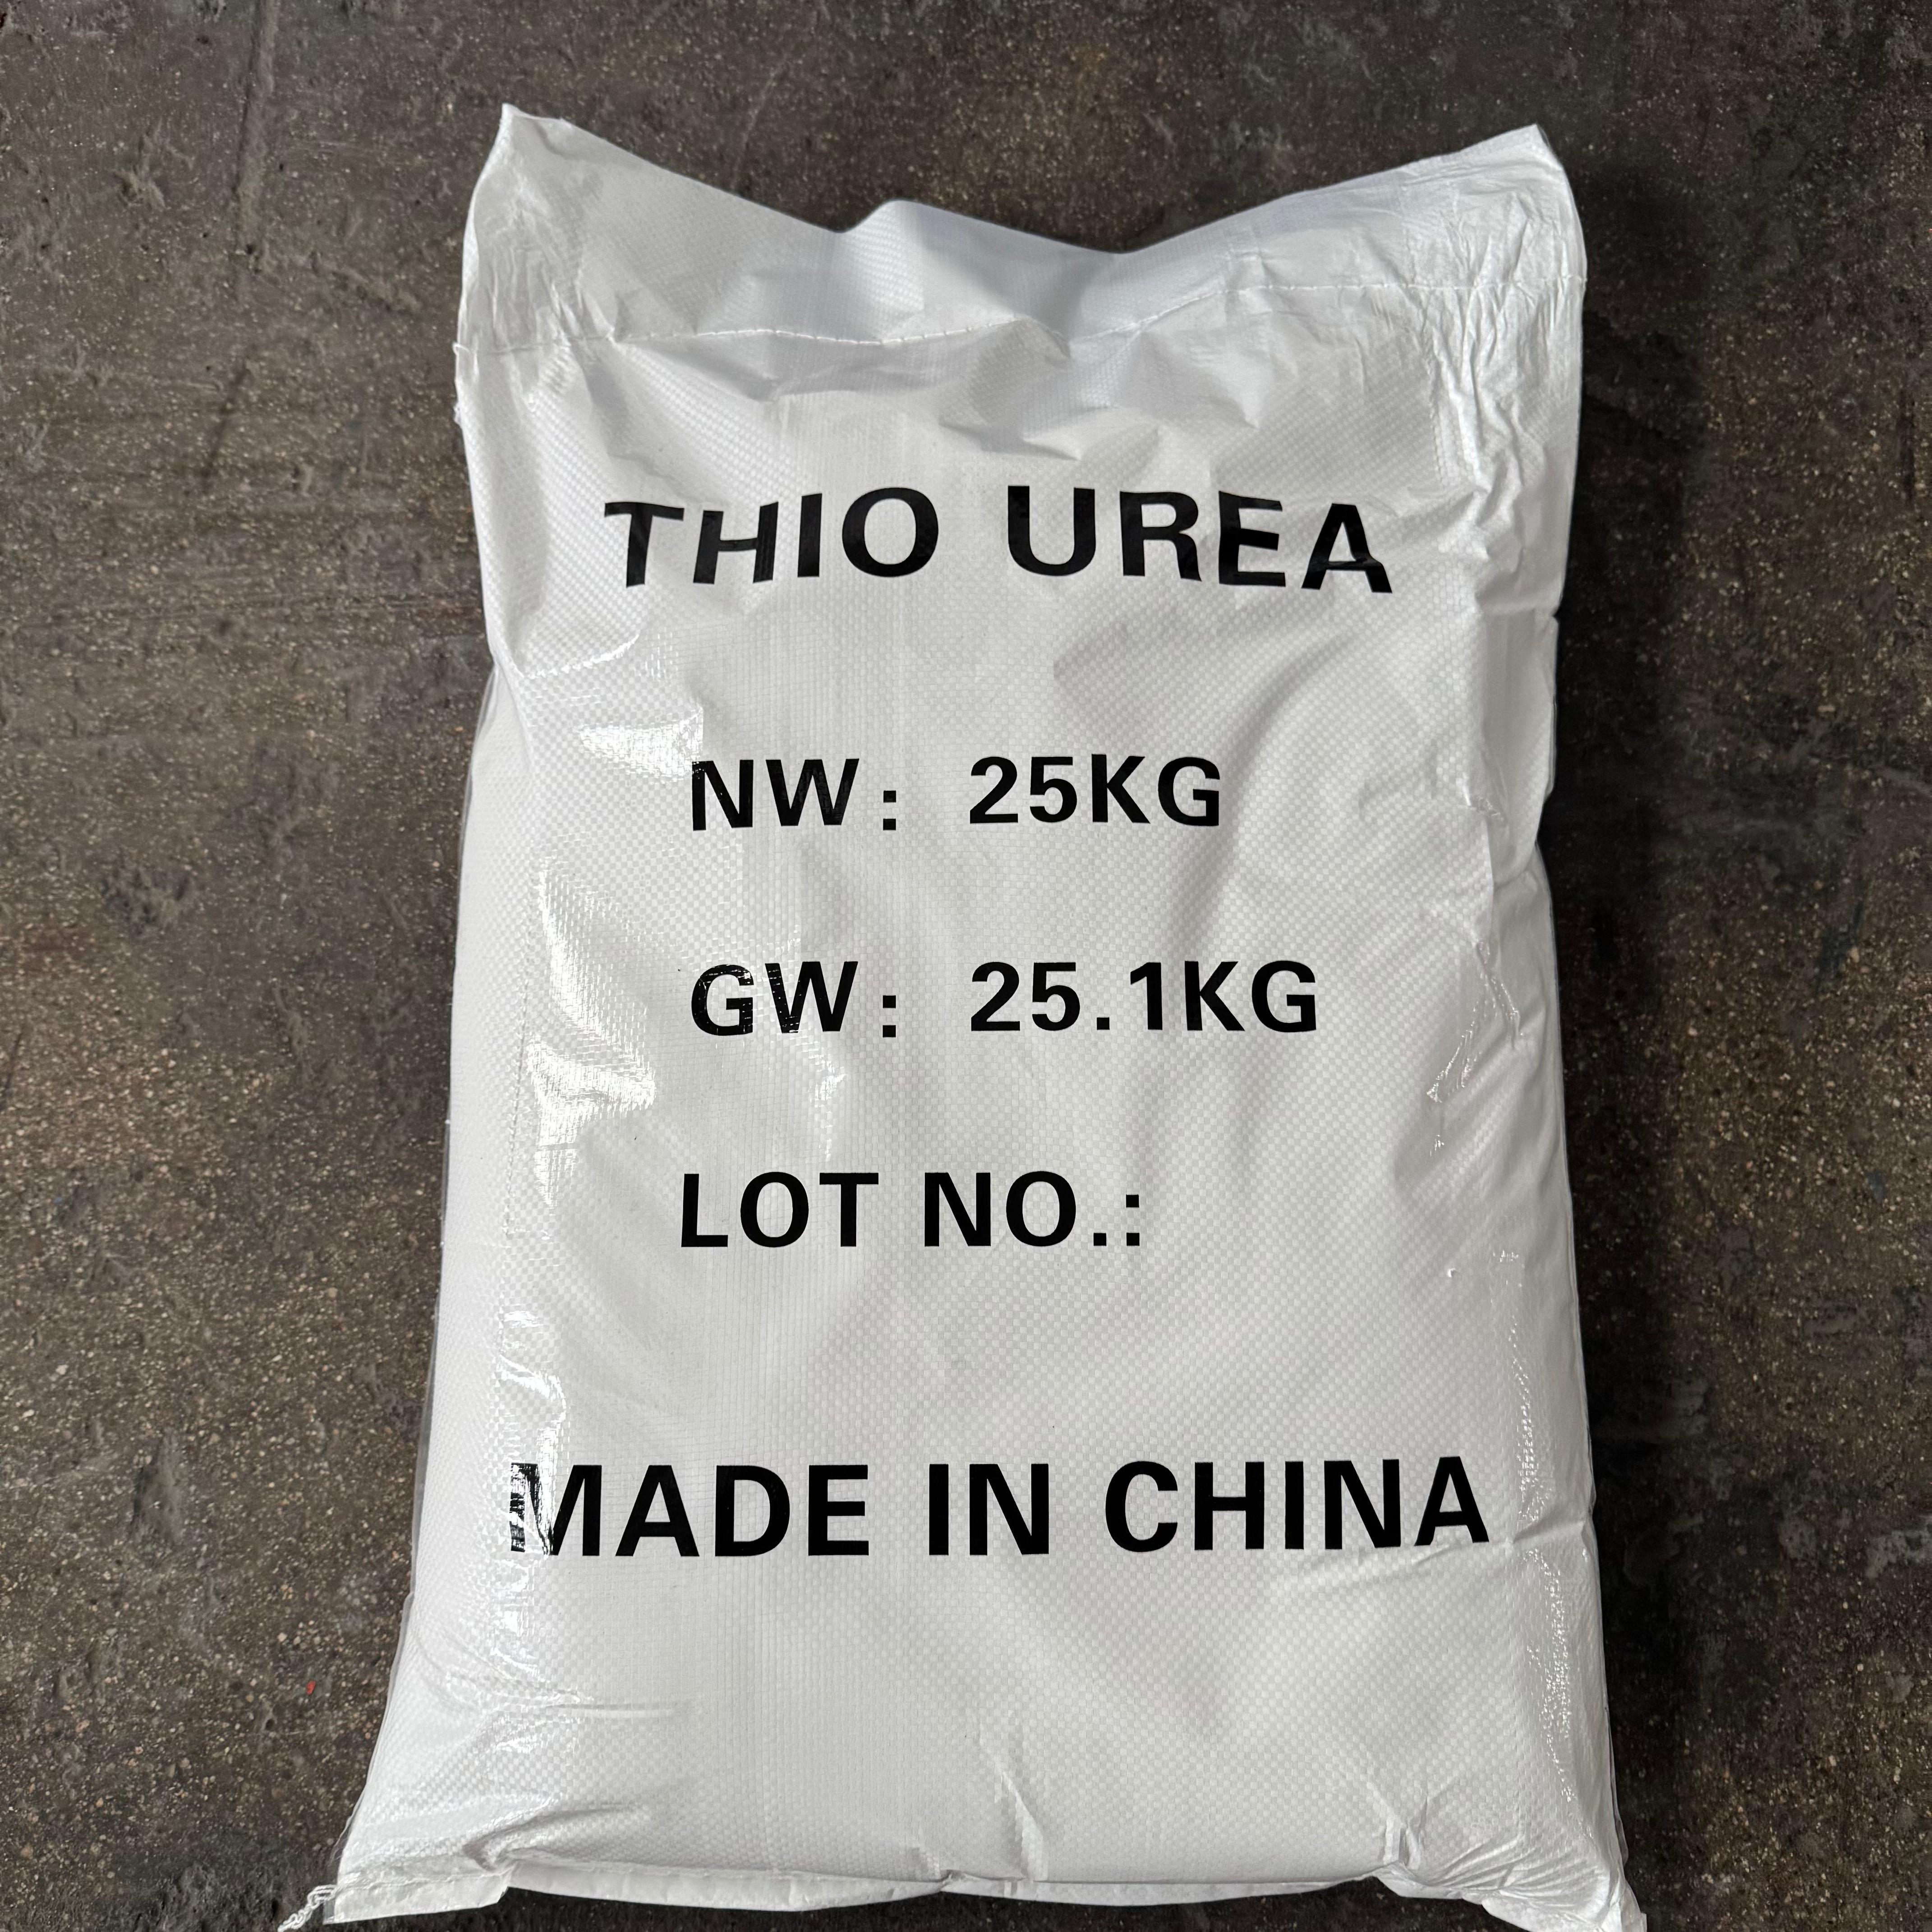 THIO UREA
NW: 25KG
GW: 25.1KG
LOT NO.:
MADE IN CHINA